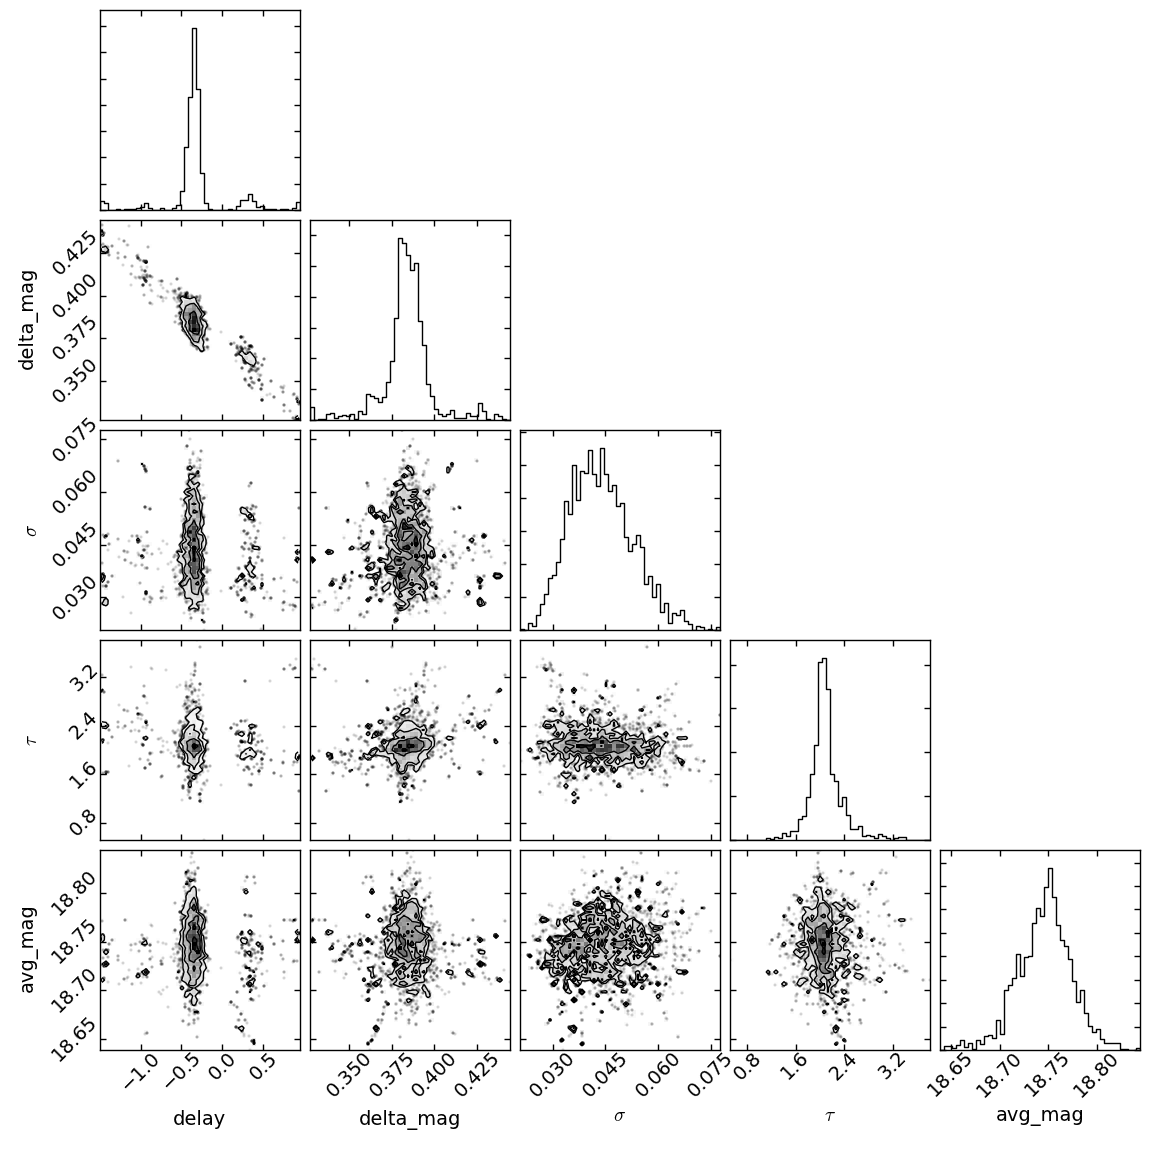 delta_mag
0.425
0.400
0.375
0.350
σ
0.075
0.060
0.045
0.030
τ
3.2
2.4
1.6
0.8
avg_mag
18.80
18.75
18.70
18.65
−1.0 −0.5 0.0 0.5
0.350 0.375 0.400 0.425
0.030 0.045 0.060 0.075
0.8 1.6 2.4 3.2
18.65 18.70 18.75 18.80
delay delta_mag σ τ avg_mag